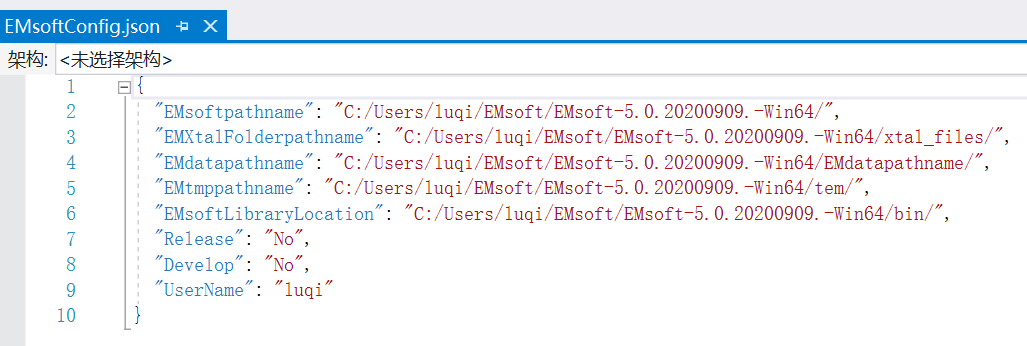 EMsoftConfig.json
架构: <未选择架构>
1 {
2 "EMsoftpathname": "C:/Users/luqi/EMsoft/EMsoft-5.0.20200909.-Win64/",
3 "EMXtalFolderpathname": "C:/Users/luqi/EMsoft/EMsoft-5.0.20200909.-Win64/xtal_files/",
4 "EMdatapathname": "C:/Users/luqi/EMsoft/EMsoft-5.0.20200909.-Win64/EMdatapathname/",
5 "EMtmppathname": "C:/Users/luqi/EMsoft/EMsoft-5.0.20200909.-Win64/tem/",
6 "EMsoftLibraryLocation": "C:/Users/luqi/EMsoft/EMsoft-5.0.20200909.-Win64/bin/",
7 "Release": "No",
8 "Develop": "No",
9 "UserName": "luqi"
10 }